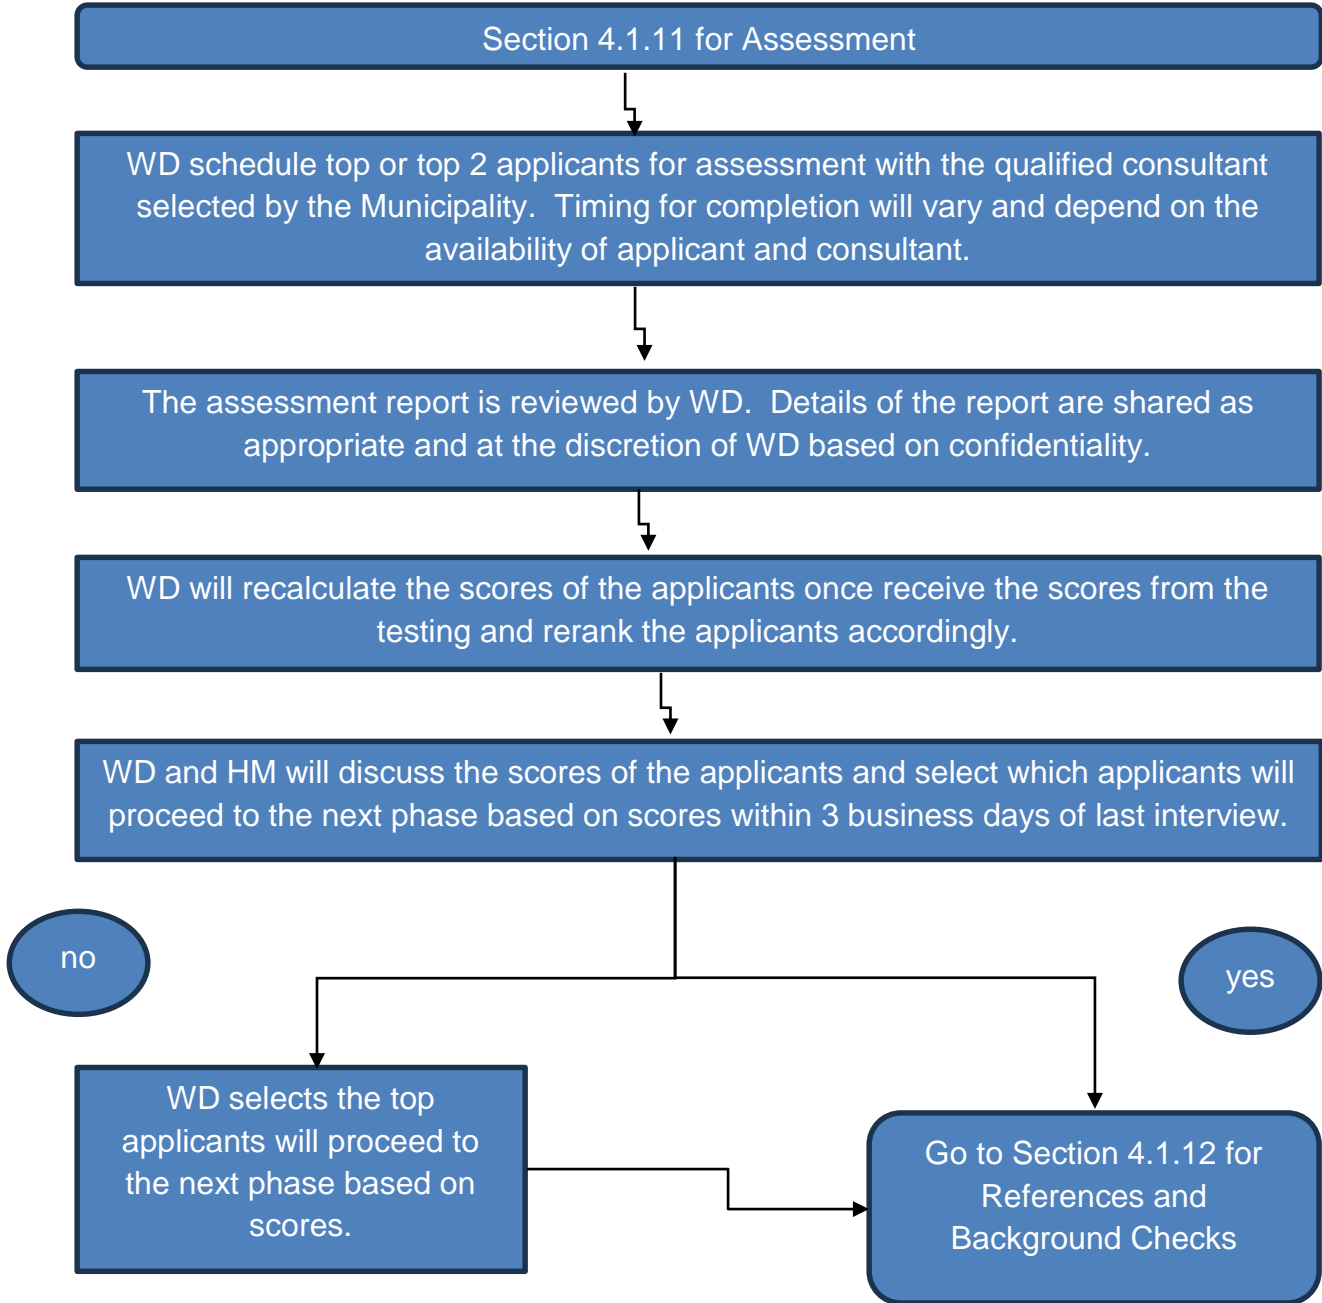 Section 4.1.11 for Assessment
WD schedule top or top 2 applicants for assessment with the qualified consultant
selected by the Municipality.  Timing for completion will vary and depend on the
availability of applicant and consultant.
The assessment report is reviewed by WD.  Details of the report are shared as
appropriate and at the discretion of WD based on confidentiality.
WD will recalculate the scores of the applicants once receive the scores from the
testing and rerank the applicants accordingly.
WD and HM will discuss the scores of the applicants and select which applicants will
proceed to the next phase based on scores within 3 business days of last interview.
no
yes
WD selects the top
applicants will proceed to
the next phase based on
scores.
Go to Section 4.1.12 for
References and
Background Checks